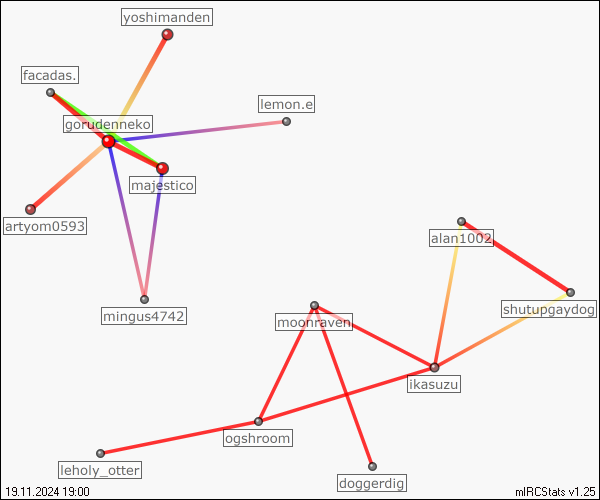 yoshimanden
facadas.
lemon.e
gorudenneko
majestico
artyom0593
alan1002
mingus4742
shutupgaydog
moonraven
ikasuzu
ogshroom
leholy_otter
doggerdig
19.11.2024 19:00
mIRCStats v1.25